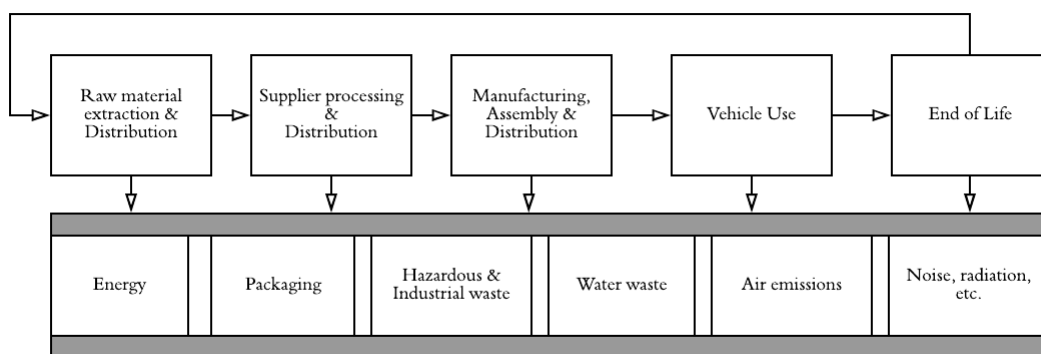 Raw material
extraction &
Distribution
Supplier processing
&
Distribution
Manufacturing,
Assembly &
Distribution
Vehicle Use
End of Life
Energy
Packaging
Hazardous &
Industrial waste
Water waste
Air emissions
Noise, radiation,
etc.